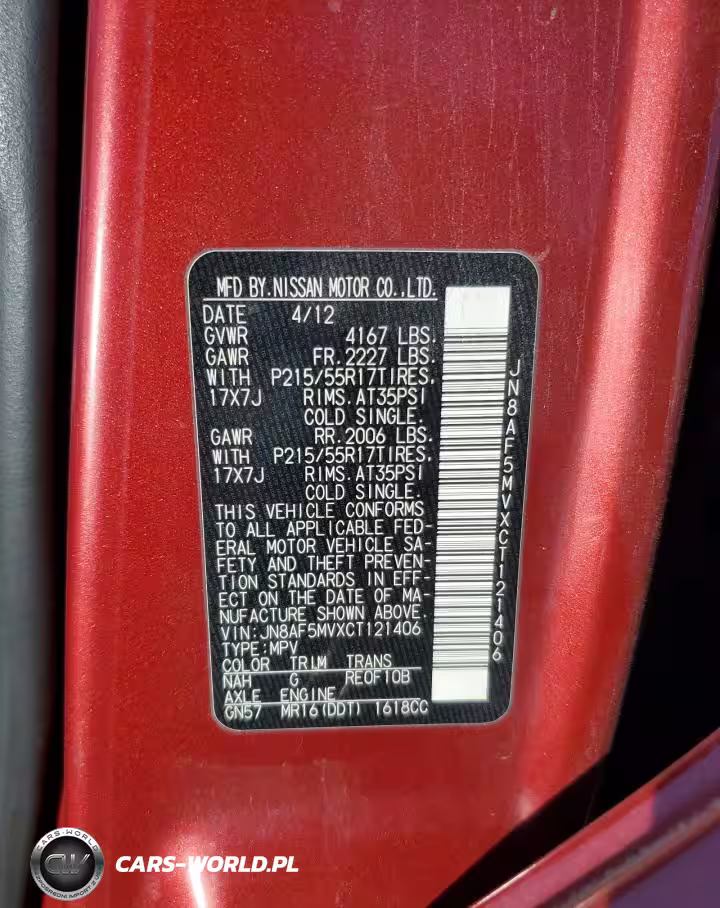 MFD BY.NISSAN MOTOR CO.,LTD.
DATE 4/12
GVWR 4167 LBS.
GAWR FR.2227 LBS.
WITH P215/55R17TIRES.
17X7J RIMS.AT35PSI
COLD SINGLE.
GAWR RR.2006 LBS.
WITH P215/55R17TIRES.
17X7J RIMS.AT35PSI
COLD SINGLE.
THIS VEHICLE CONFORMS
TO ALL APPLICABLE FED-
ERAL MOTOR VEHICLE SA-
FETY AND THEFT PREVEN-
TION STANDARDS IN EFF-
ECT ON THE DATE OF MA-
NUFACTURE SHOWN ABOVE.
VIN:JN8AF5MVXCT121406
TYPE:MPV
COLOR TRIM TRANS
NAH G RE0F10B
AXLE ENGINE
GN57 MR16(DDT) 1618CC
JN8AF5MVXCT121406
CARS-WORLD
CW
CARS-WORLD.PL